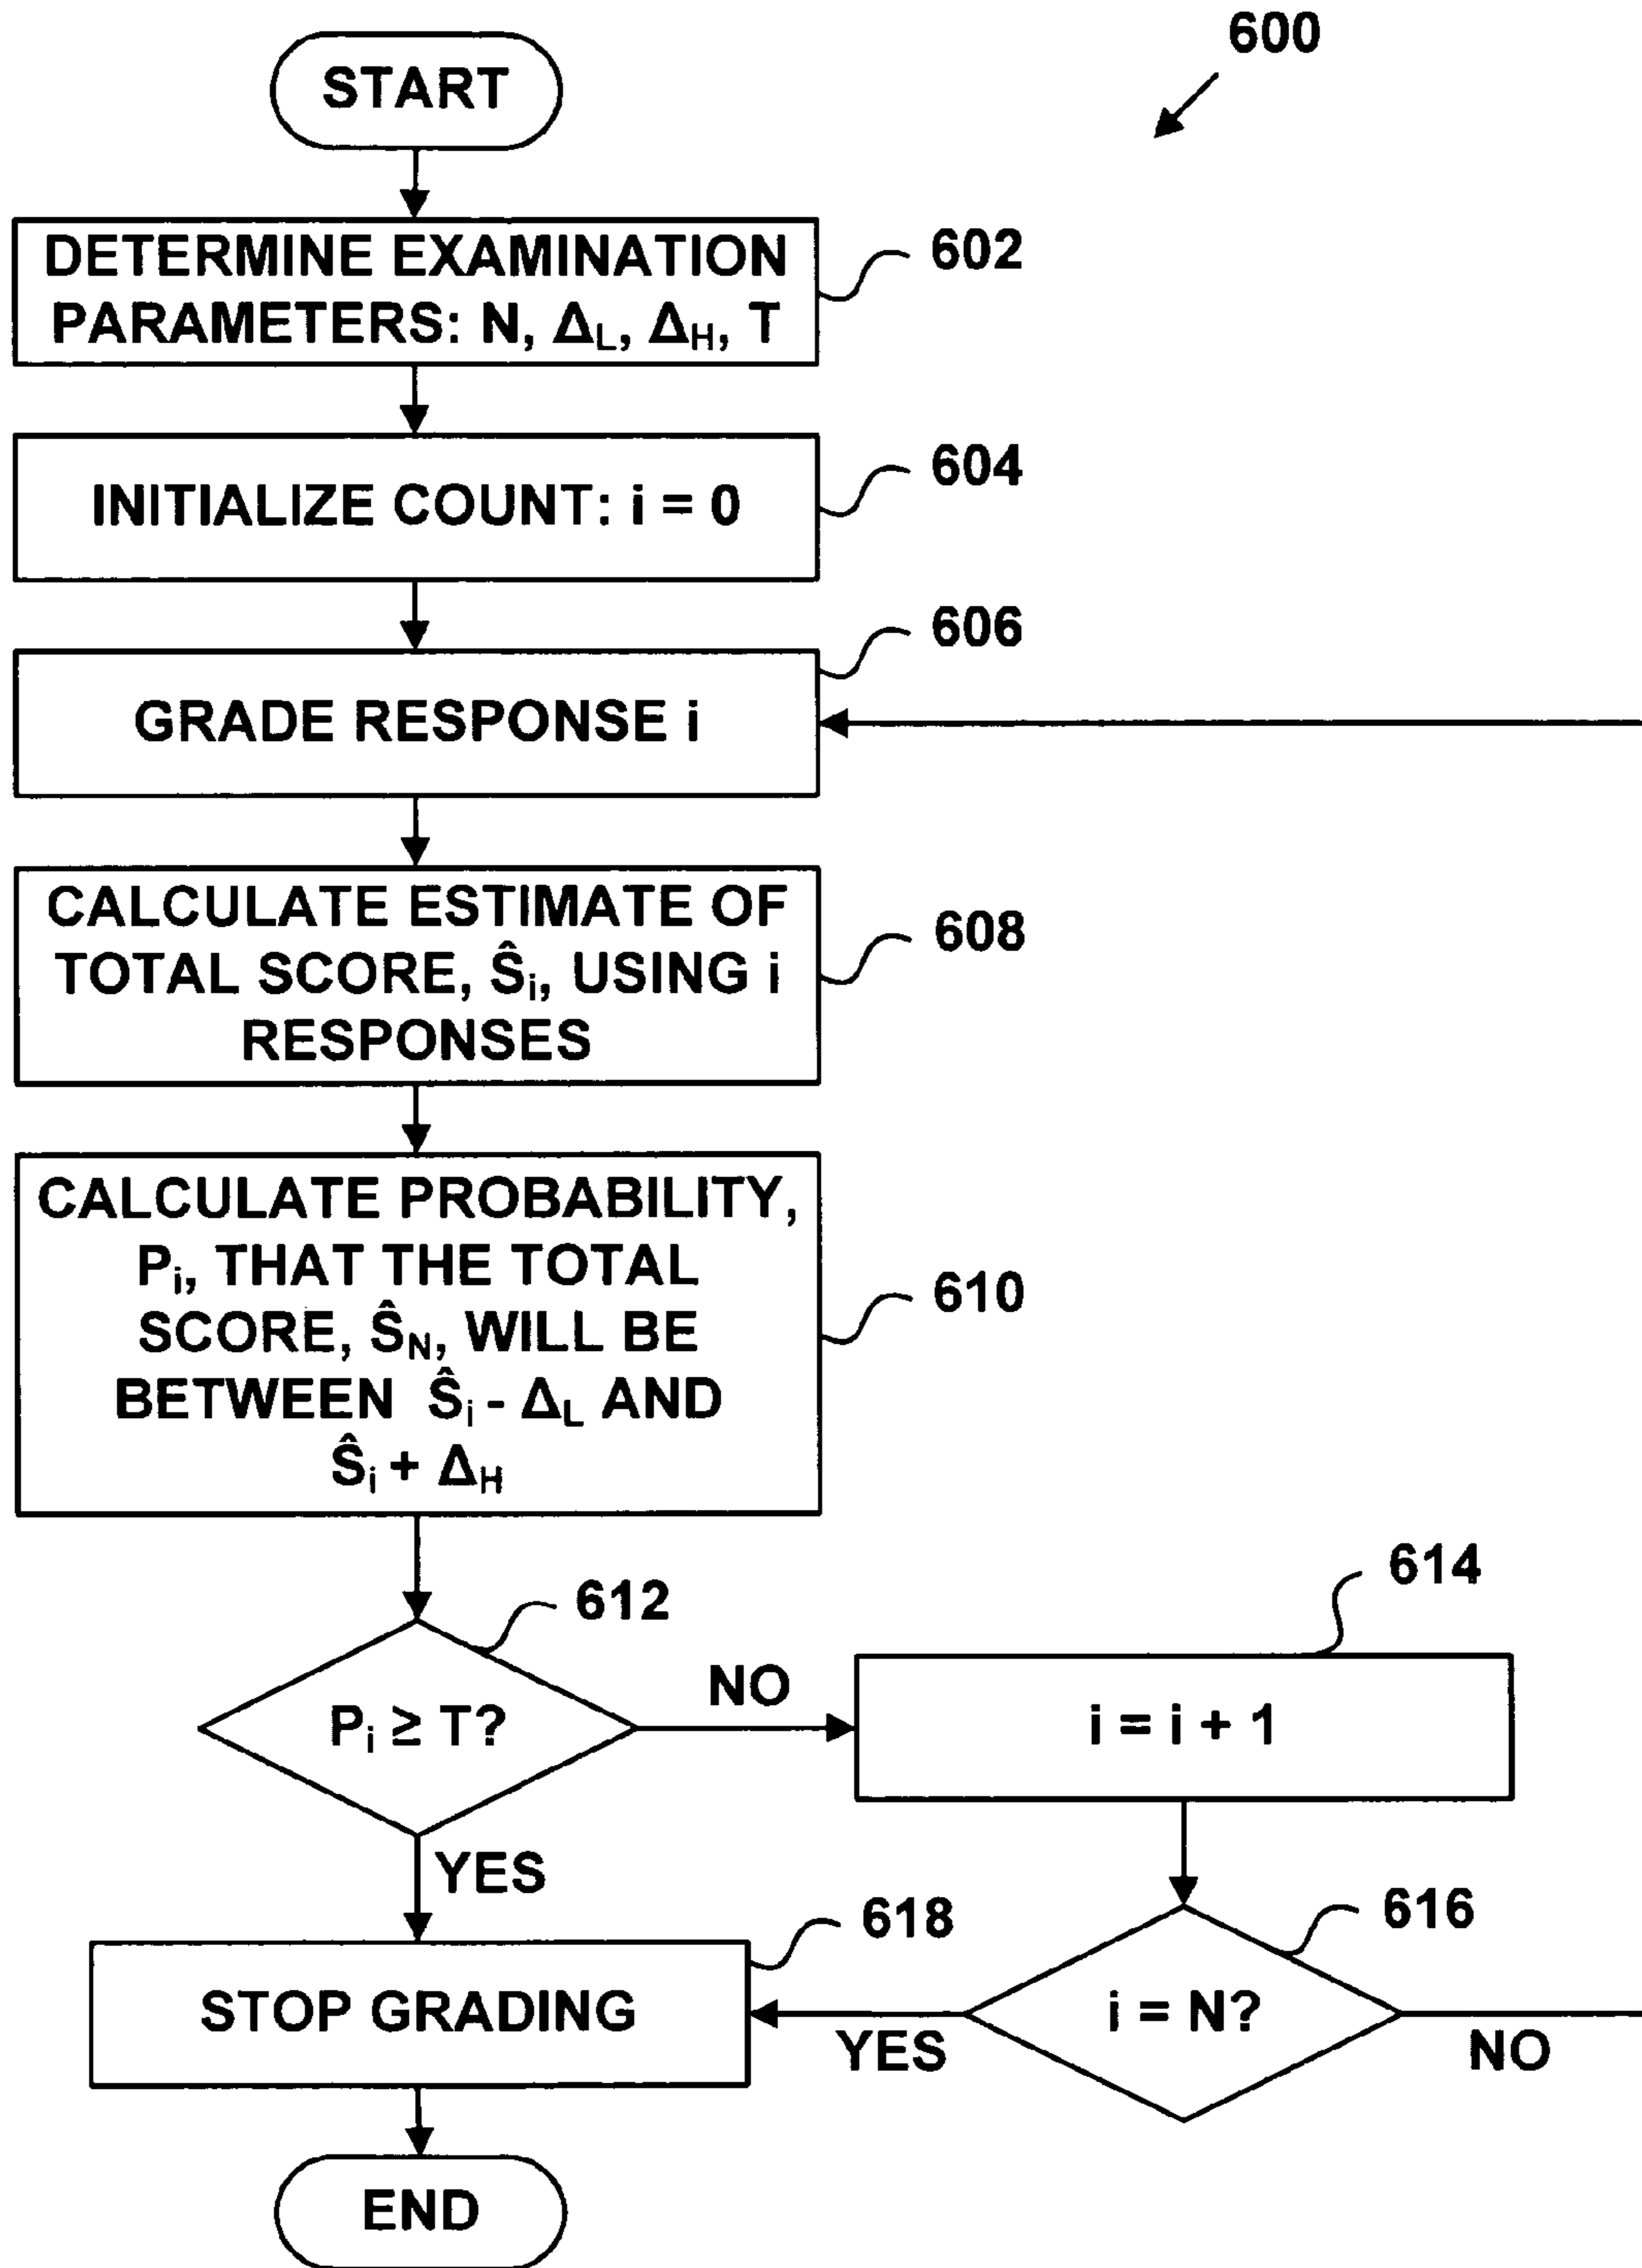 600
START
DETERMINE EXAMINATION
PARAMETERS: N, ΔL, ΔH, T
602
INITIALIZE COUNT: i = 0
604
606
GRADE RESPONSE i
CALCULATE ESTIMATE OF
TOTAL SCORE, Ŝi, USING i
RESPONSES
608
CALCULATE PROBABILITY,
Pi, THAT THE TOTAL
SCORE, ŜN, WILL BE
BETWEEN Ŝi - ΔL AND
Ŝi + ΔH
610
612
Pi ≥ T?
NO
614
i = i + 1
YES
616
i = N?
YES
NO
618
STOP GRADING
END